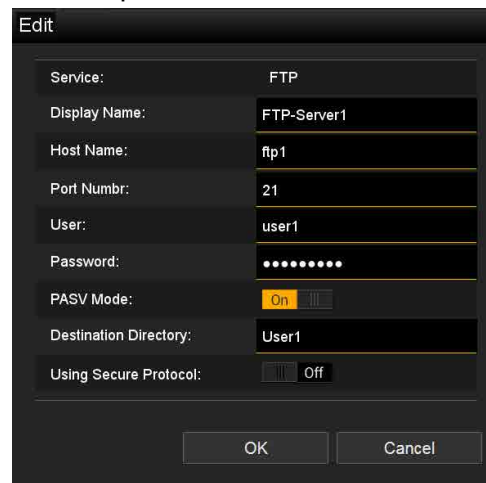 Edit
Service: FTP
Display Name: FTP-Server1
Host Name: ftp1
Port Numbr: 21
User: user1
Password: ●●●●●●●●●
PASV Mode: On
Destination Directory: User1
Using Secure Protocol: Off
OK Cancel